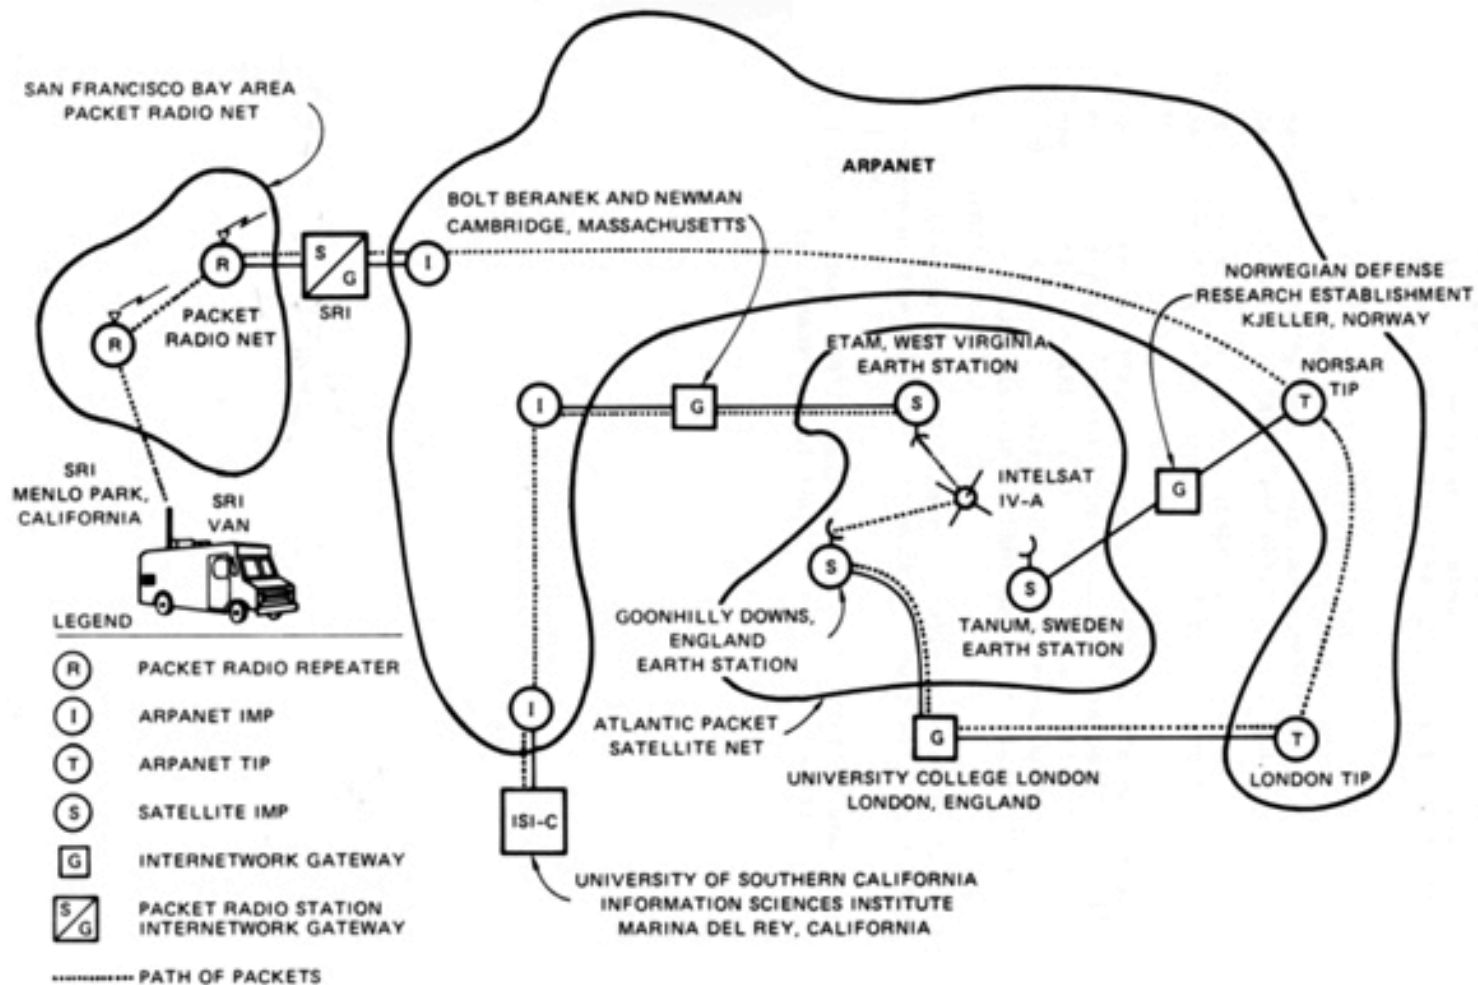 SAN FRANCISCO BAY AREA
PACKET RADIO NET
ARPANET
BOLT BERANEK AND NEWMAN
CAMBRIDGE, MASSACHUSETTS
R
S
G
SRI
I
PACKET
RADIO NET
R
NORWEGIAN DEFENSE
RESEARCH ESTABLISHMENT
KJELLER, NORWAY
ETAM, WEST VIRGINIA
EARTH STATION
NORSAR
TIP
I
G
S
T
INTELSAT
IV-A
G
SRI
MENLO PARK,
CALIFORNIA
SRI
VAN
S
S
GOONHILLY DOWNS,
ENGLAND
EARTH STATION
TANUM, SWEDEN
EARTH STATION
I
ATLANTIC PACKET
SATELLITE NET
G
T
UNIVERSITY COLLEGE LONDON
LONDON, ENGLAND
LONDON TIP
ISI-C
UNIVERSITY OF SOUTHERN CALIFORNIA
INFORMATION SCIENCES INSTITUTE
MARINA DEL REY, CALIFORNIA
LEGEND
R PACKET RADIO REPEATER
I ARPANET IMP
T ARPANET TIP
S SATELLITE IMP
G INTERNETWORK GATEWAY
S PACKET RADIO STATION
G INTERNETWORK GATEWAY
PATH OF PACKETS